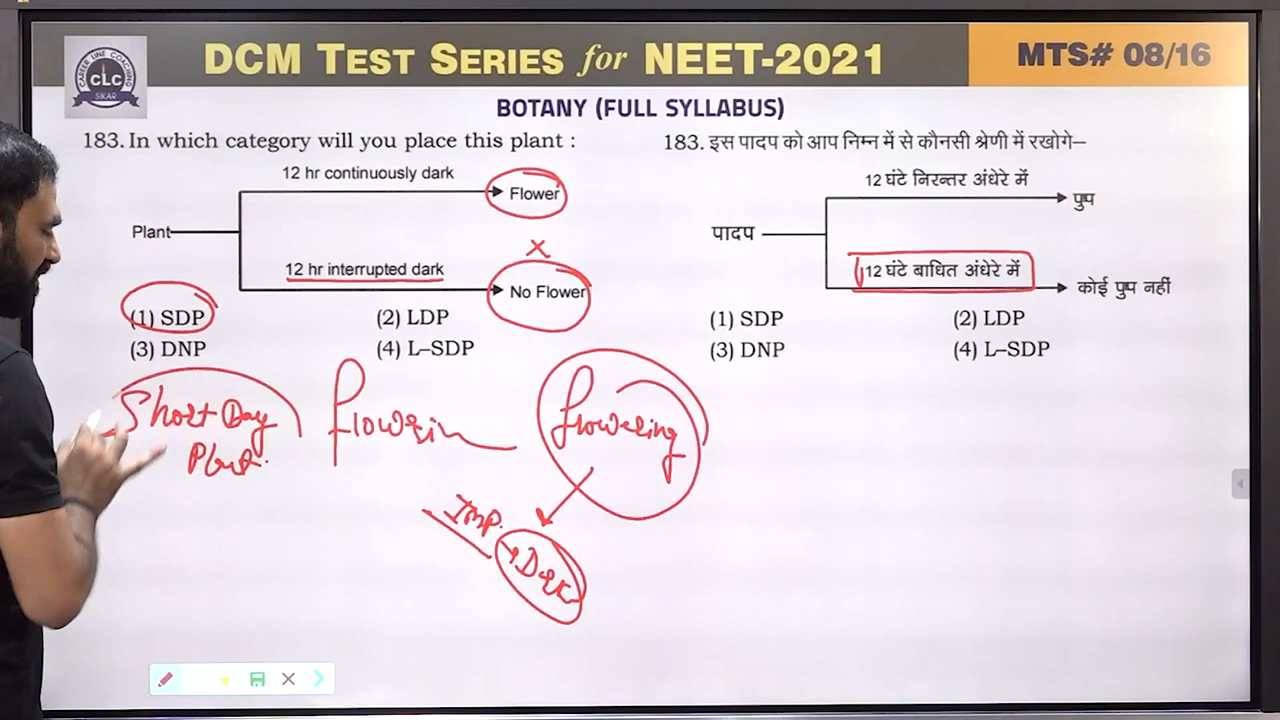 CAREER LINE COACHING
CLC
SIKAR
DCM TEST SERIES for NEET-2021
MTS# 08/16
BOTANY (FULL SYLLABUS)
183. In which category will you place this plant :
12 hr continuously dark
Flower
Plant
12 hr interrupted dark
No Flower
(1) SDP
(2) LDP
(3) DNP
(4) L–SDP
183. इस पादप को आप निम्न में से कौनसी श्रेणी में रखोगे–
12 घंटे निरन्तर अंधेरे में
पुष्प
पादप
12 घंटे बाधित अंधेरे में
कोई पुष्प नहीं
(1) SDP
(2) LDP
(3) DNP
(4) L–SDP
Short Day
flowering
Imp.
Dark